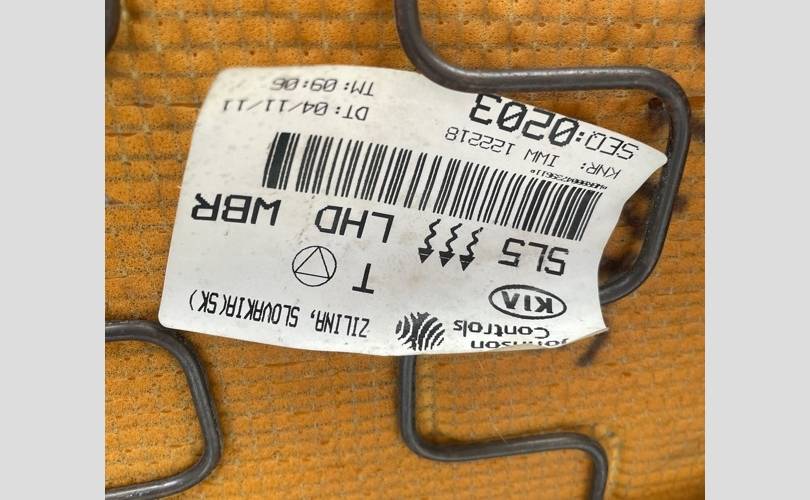 Johnson
Controls
ZILINA, SLOVAKIA(SK)
KIA
T
SL5 LHD WBR
KNR: IWW 122218
SEQ:0203
DT:04/11/11
TM:09:06